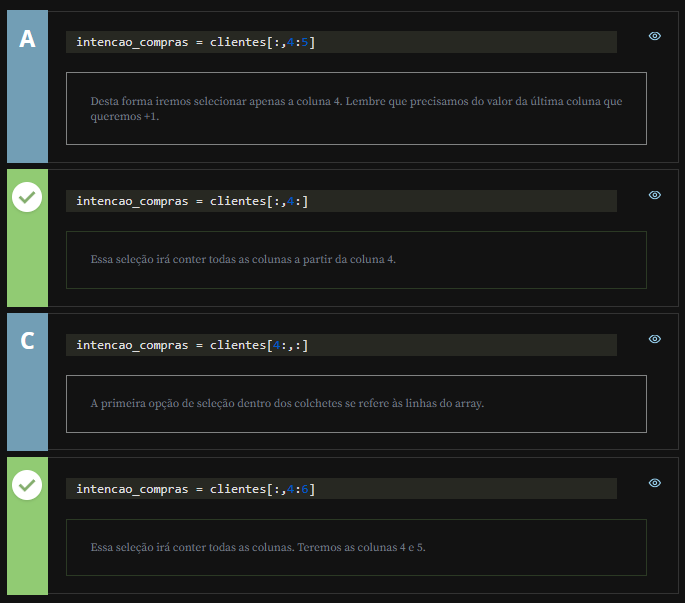 A
intencao_compras = clientes[:,4:5]
Desta forma iremos selecionar apenas a coluna 4. Lembre que precisamos do valor da última coluna que
queremos +1.
intencao_compras = clientes[:,4:]
Essa seleção irá conter todas as colunas a partir da coluna 4.
C
intencao_compras = clientes[4:,:]
A primeira opção de seleção dentro dos colchetes se refere às linhas do array.
intencao_compras = clientes[:,4:6]
Essa seleção irá conter todas as colunas. Teremos as colunas 4 e 5.